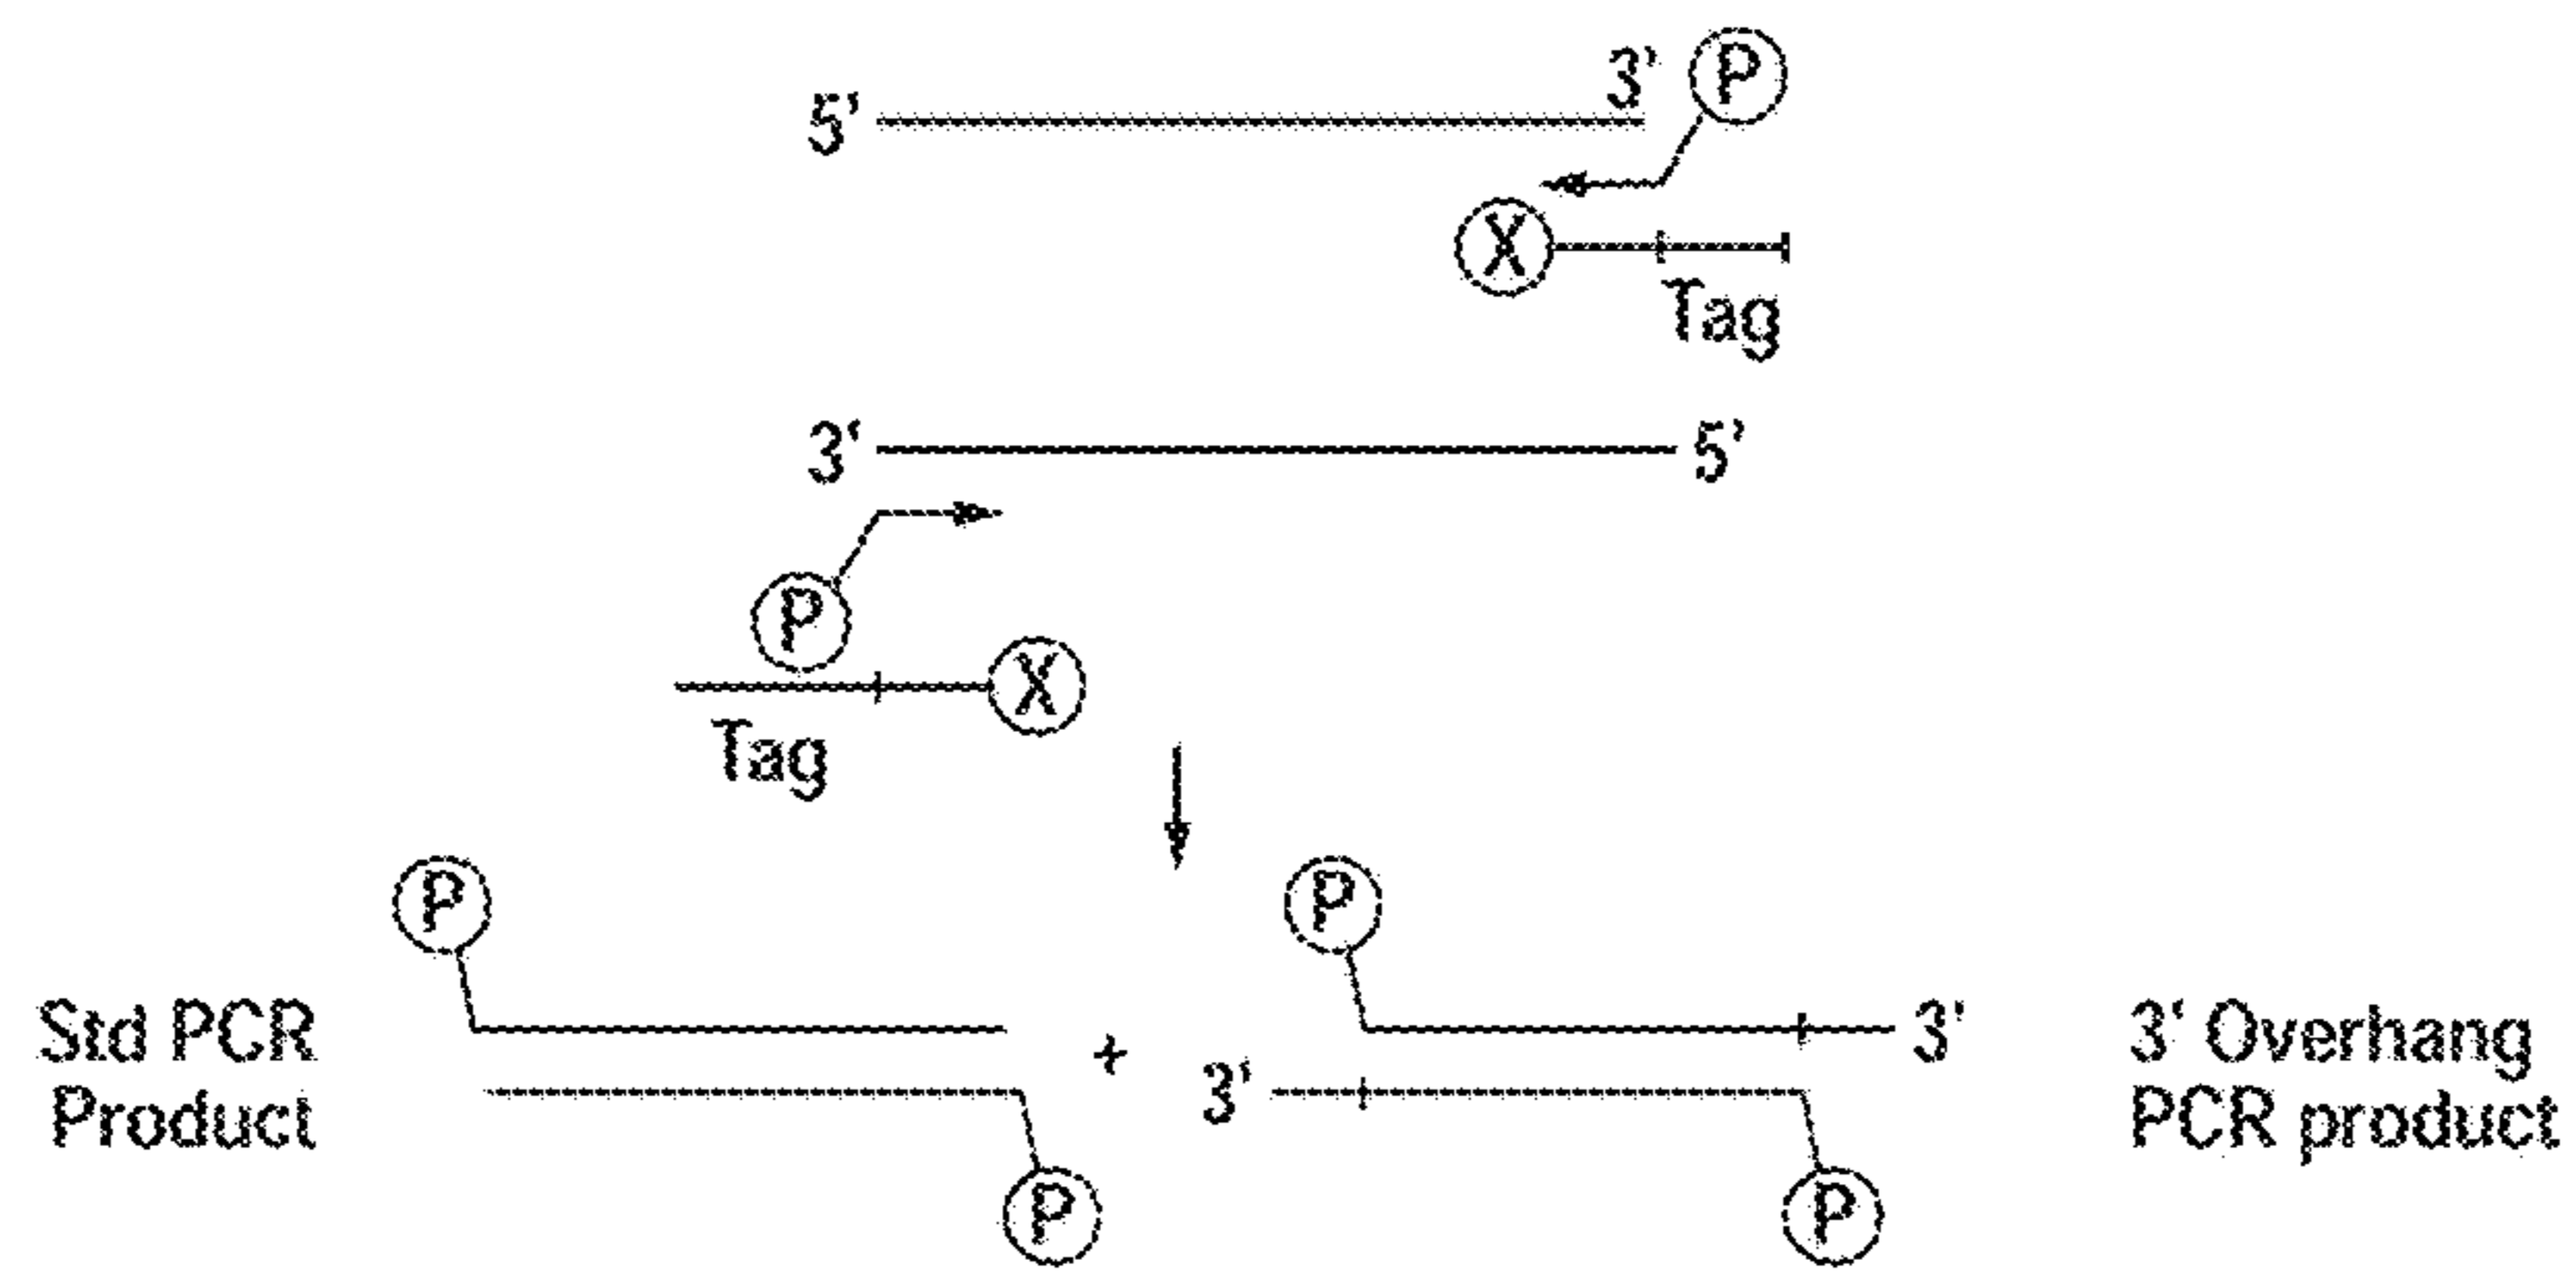 3' P
5'
X
Tag
3' 5'
P
X
Tag
P P
Std PCR
Product
+
3'
3'
3' Overhang
PCR product
P P